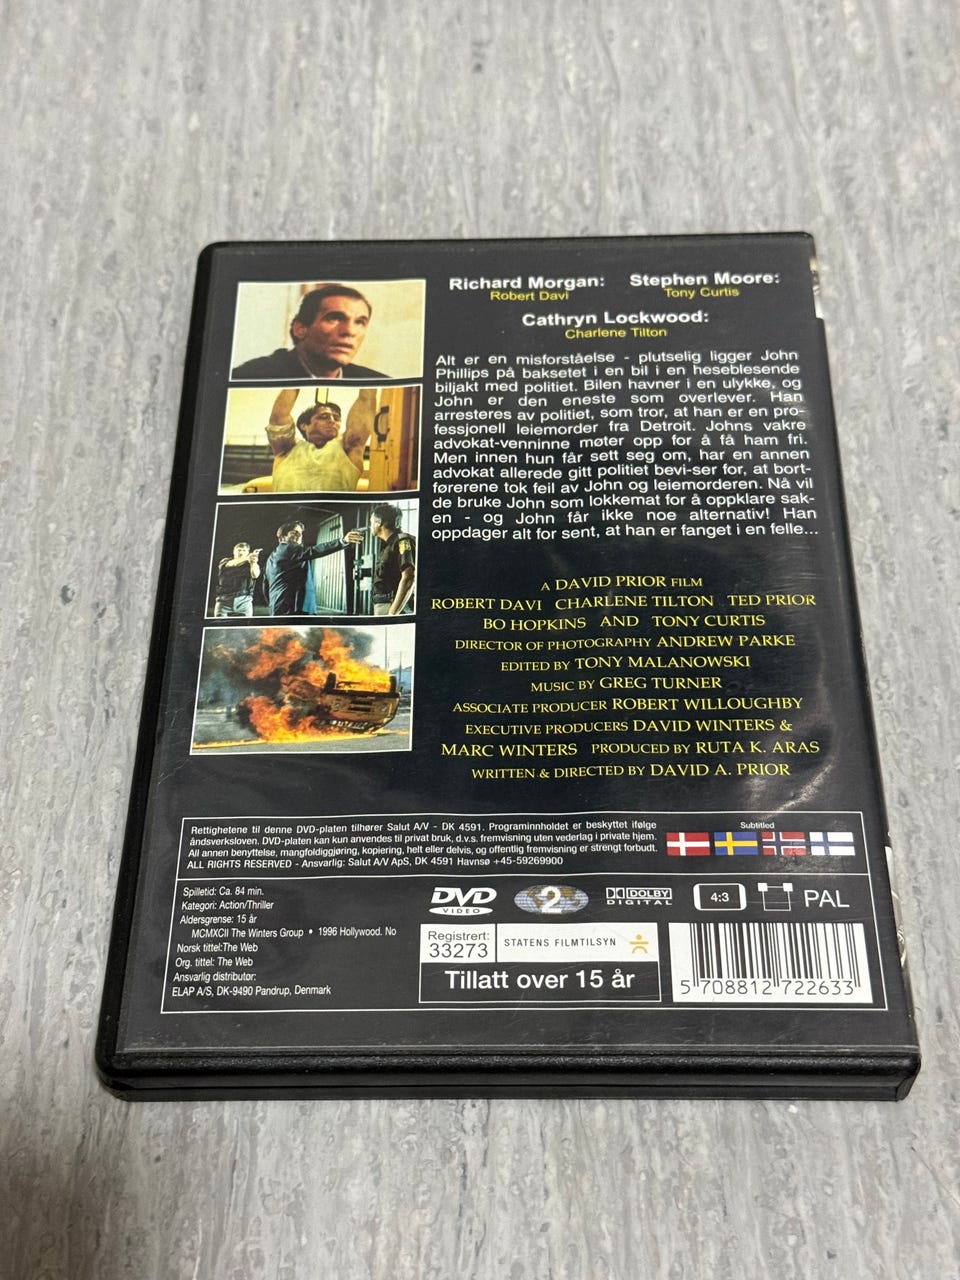 Richard Morgan: Stephen Moore:
Robert Davi Tony Curtis
Cathryn Lockwood:
Charlene Tilton
Alt er en misforståelse - plutselig ligger John
Phillips på baksetet i en bil i en heseblesende
biljakt med politiet. Bilen havner i en ulykke, og
John er den eneste som overlever. Han
arresteres av politiet, som tror, at han er en pro-
fessjonell leiemorder fra Detroit. Johns vakre
advokat-venninne møter opp for å få ham fri.
Men innen hun får sett seg om, har en annen
advokat allerede gitt politiet bevi-ser for, at bort-
førerene tok feil av John og leiemorderen. Nå vil
de bruke John som lokkemat for å oppklare sak-
en - og John får ikke noe alternativ! Han
oppdager alt for sent, at han er fanget i en felle...
A DAVID PRIOR FILM
ROBERT DAVI CHARLENE TILTON TED PRIOR
BO HOPKINS AND TONY CURTIS
DIRECTOR OF PHOTOGRAPHY ANDREW PARKE
EDITED BY TONY MALANOWSKI
MUSIC BY GREG TURNER
ASSOCIATE PRODUCER ROBERT WILLOUGHBY
EXECUTIVE PRODUCERS DAVID WINTERS &
MARC WINTERS PRODUCED BY RUTA K. ARAS
WRITTEN & DIRECTED BY DAVID A. PRIOR
Rettighetene til denne DVD-platen tilhører Salut A/V - DK 4591. Programinnholdet er beskyttet ifølge
åndsverksloven. DVD-platen kan kun anvendes til privat bruk, d.v.s. fremvisning uten vederlag i private hjem.
All annen benyttelse, mangfoldiggjøring, kopiering, helt eller delvis, og offentlig fremvisning er strengt forbudt.
ALL RIGHTS RESERVED - Ansvarlig: Salut A/V ApS, DK 4591 Havnsø +45-59269900
Subtitled
Spilletid: Ca. 84 min.
Kategori: Action/Thriller
Aldersgrense: 15 år
MCMXCII The Winters Group • 1996 Hollywood. No
Norsk tittel:The Web
Org. tittel: The Web
Ansvarlig distributør:
ELAP A/S, DK-9490 Pandrup, Denmark
DVD VIDEO
2
DOLBY DIGITAL
4:3
PAL
Registrert:
33273
STATENS FILMTILSYN
Tillatt over 15 år
5 708812 722633